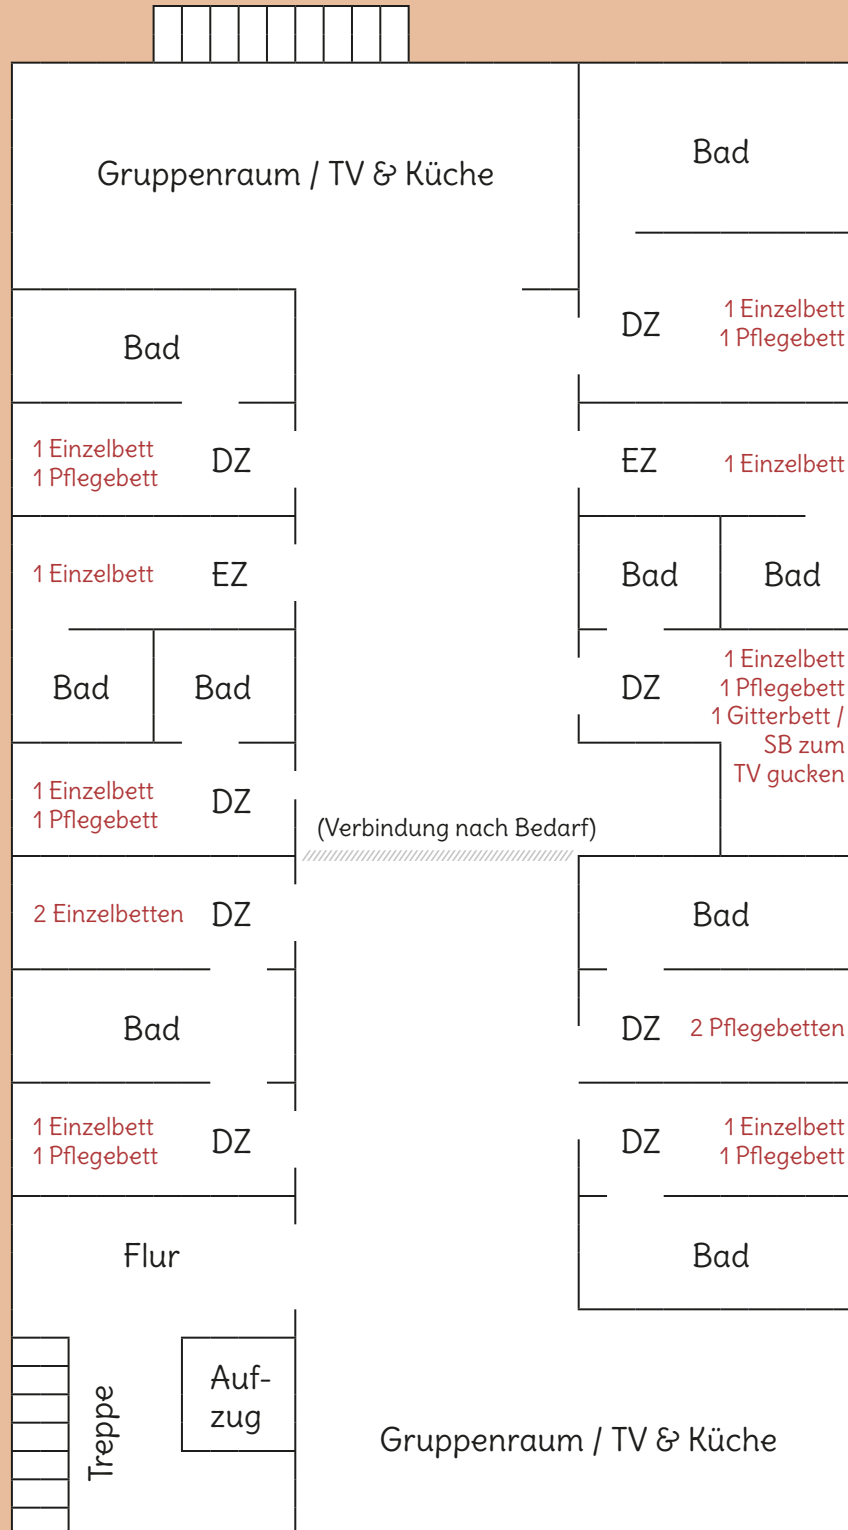 Gruppenraum / TV & Küche
Bad
DZ
1 Einzelbett
1 Pflegebett
Bad
1 Einzelbett
1 Pflegebett
DZ
EZ
1 Einzelbett
1 Einzelbett
EZ
Bad
Bad
Bad
Bad
DZ
1 Einzelbett
1 Pflegebett
1 Gitterbett /
SB zum
TV gucken
1 Einzelbett
1 Pflegebett
DZ
(Verbindung nach Bedarf)
2 Einzelbetten
DZ
Bad
Bad
DZ
2 Pflegebetten
1 Einzelbett
1 Pflegebett
DZ
DZ
1 Einzelbett
1 Pflegebett
Flur
Bad
Treppe
Auf-
zug
Gruppenraum / TV & Küche